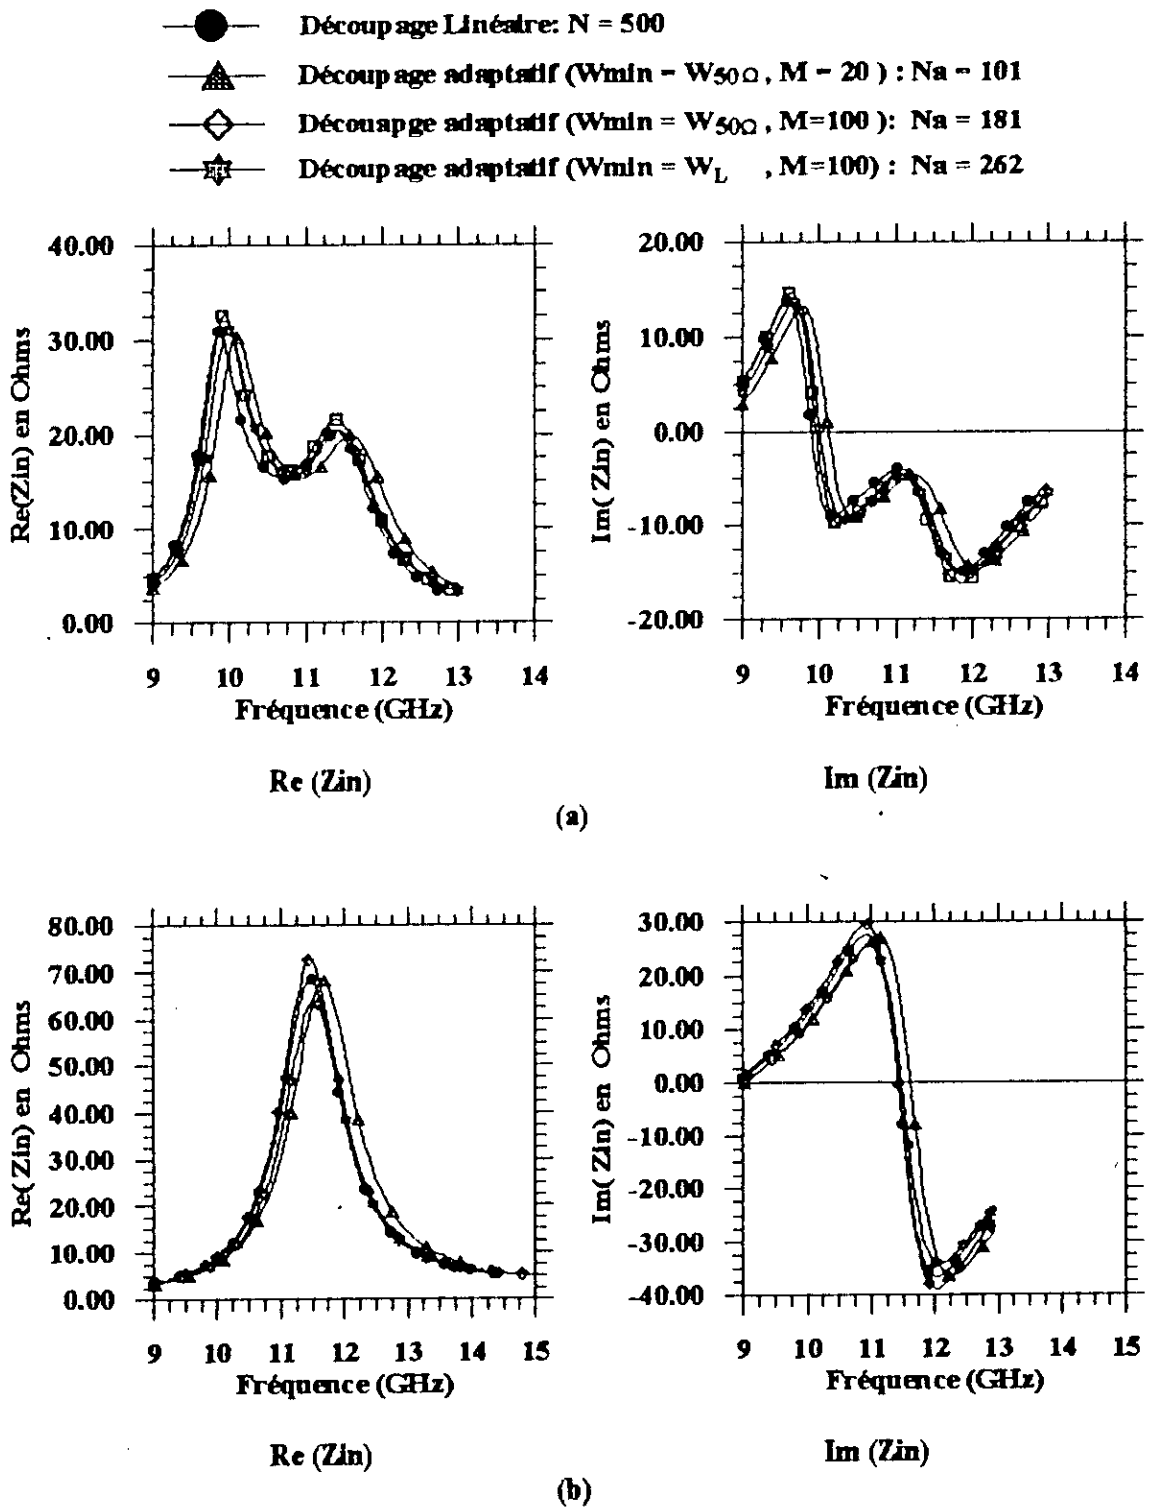 Découpage Linéaire: N = 500
Découpage adaptatif (Wmin = W50Ω, M = 20 ) : Na = 101
Décuapge adaptatif (Wmin = W50Ω, M=100 ): Na = 181
Découpage adaptatif (Wmin = WL , M=100) : Na = 262
Re(Zin) en Ohms
40.00
30.00
20.00
10.00
0.00
9 10 11 12 13 14
Fréquence (GHz)
Re (Zin)
Im( Zin) en Ohms
20.00
10.00
0.00
-10.00
-20.00
9 10 11 12 13 14
Fréquence (GHz)
Im (Zin)
(a)
Re( Zin) en Ohms
80.00
70.00
60.00
50.00
40.00
30.00
20.00
10.00
0.00
9 10 11 12 13 14 15
Fréquence (GHz)
Re (Zin)
Im( Zin) en Ohms
30.00
20.00
10.00
0.00
-10.00
-20.00
-30.00
-40.00
9 10 11 12 13 14 15
Fréquence (GHz)
Im (Zin)
(b)